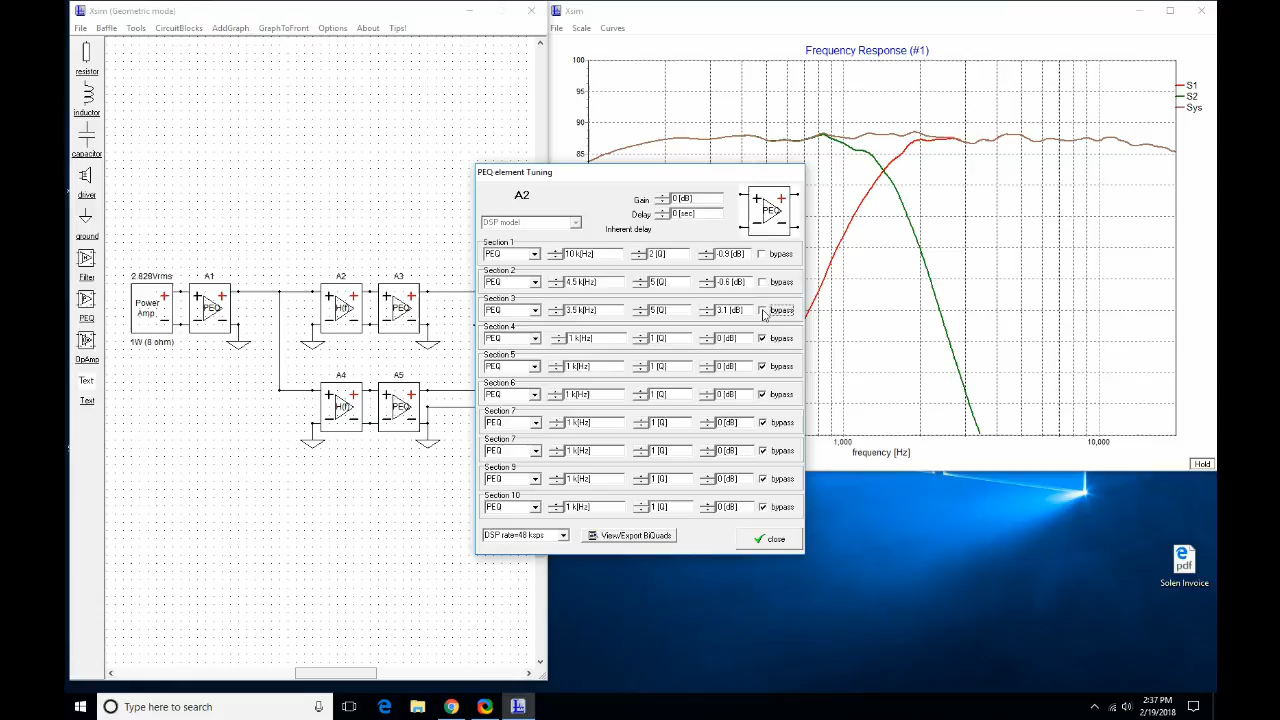 Xsim (Geometric mode)
File Baffle Tools CircuitBlocks AddGraph GraphToFront Options About Tips!
resistor
inductor
capacitor
driver
ground
Filter
PEQ
OpAmp
Text
Text
2.829Vrms
Power
Amp.
1W (8 ohm)
A1
PEQ
A2
H(f)
A3
PEQ
A4
H(f)
A5
PEQ
Xsim
File Scale Curves
Frequency Response (#1)
100
95
90
85
S1
S2
Sys
1,000
10,000
frequency [Hz]
Hold
PEQ element Tuning
A2
Gain 0 [dB]
Delay 0 [sec]
Inherent delay
DSP model
PEQ
Section 1
PEQ 10 k[Hz] 2 [Q] -0.9 [dB] bypass
Section 2
PEQ 4.5 k[Hz] 5 [Q] -0.6 [dB] bypass
Section 3
PEQ 3.5 k[Hz] 5 [Q] 3.1 [dB] bypass
Section 4
PEQ 1 k[Hz] 1 [Q] 0 [dB] bypass
Section 5
PEQ 1 k[Hz] 1 [Q] 0 [dB] bypass
Section 6
PEQ 1 k[Hz] 1 [Q] 0 [dB] bypass
Section 7
PEQ 1 k[Hz] 1 [Q] 0 [dB] bypass
Section 7
PEQ 1 k[Hz] 1 [Q] 0 [dB] bypass
Section 9
PEQ 1 k[Hz] 1 [Q] 0 [dB] bypass
Section 10
PEQ 1 k[Hz] 1 [Q] 0 [dB] bypass
DSP rate=48 ksps View/Export BiQuads close
pdf
Solen Invoice
Type here to search
2:37 PM
2/19/2018